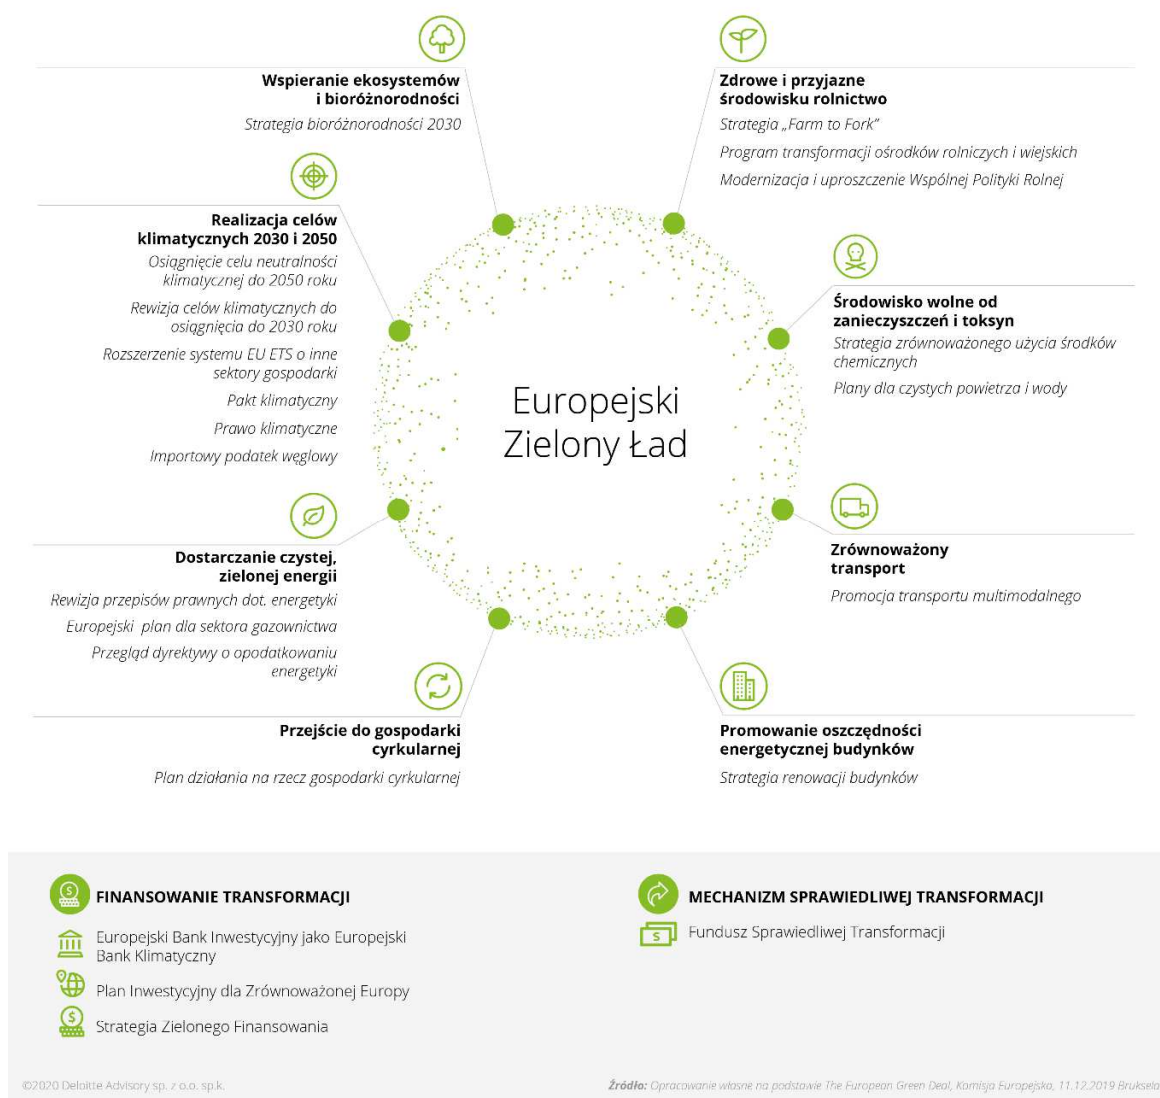 Wspieranie ekosystemów
i bioróżnorodności
Strategia bioróżnorodności 2030
Zdrowe i przyjazne
środowisku rolnictwo
Strategia „Farm to Fork”
Program transformacji ośrodków rolniczych i wiejskich
Modernizacja i uproszczenie Wspólnej Polityki Rolnej
Realizacja celów
klimatycznych 2030 i 2050
Osiągnięcie celu neutralności
klimatycznej do 2050 roku
Rewizja celów klimatycznych do
osiągnięcia do 2030 roku
Rozszerzenie systemu EU ETS o inne
sektory gospodarki
Pakt klimatyczny
Prawo klimatyczne
Importowy podatek węglowy
Środowisko wolne od
zanieczyszczeń i toksyn
Strategia zrównoważonego użycia środków
chemicznych
Plany dla czystych powietrza i wody
Europejski
Zielony Ład
Dostarczanie czystej,
zielonej energii
Rewizja przepisów prawnych dot. energetyki
Europejski plan dla sektora gazownictwa
Przegląd dyrektywy o opodatkowaniu
energetyki
Zrównoważony
transport
Promocja transportu multimodalnego
Przejście do gospodarki
cyrkularnej
Plan działania na rzecz gospodarki cyrkularnej
Promowanie oszczędności
energetycznej budynków
Strategia renowacji budynków
FINANSOWANIE TRANSFORMACJI
Europejski Bank Inwestycyjny jako Europejski
Bank Klimatyczny
Plan Inwestycyjny dla Zrównoważonej Europy
Strategia Zielonego Finansowania
MECHANIZM SPRAWIEDLIWEJ TRANSFORMACJI
Fundusz Sprawiedliwej Transformacji
©2020 Deloitte Advisory sp. z o.o. sp.k.
Źródło: Opracowanie własne na podstawie The European Green Deal, Komisja Europejska, 11.12.2019 Bruksela